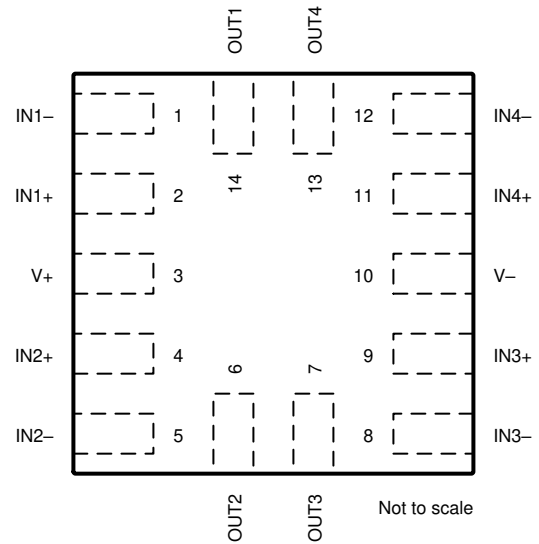 OUT1 OUT4
IN1– 1 12 IN4–
14 13
IN1+ 2 11 IN4+
V+ 3 10 V–
IN2+ 4 6 7 9 IN3+
IN2– 5 8 IN3–
OUT2 OUT3
Not to scale